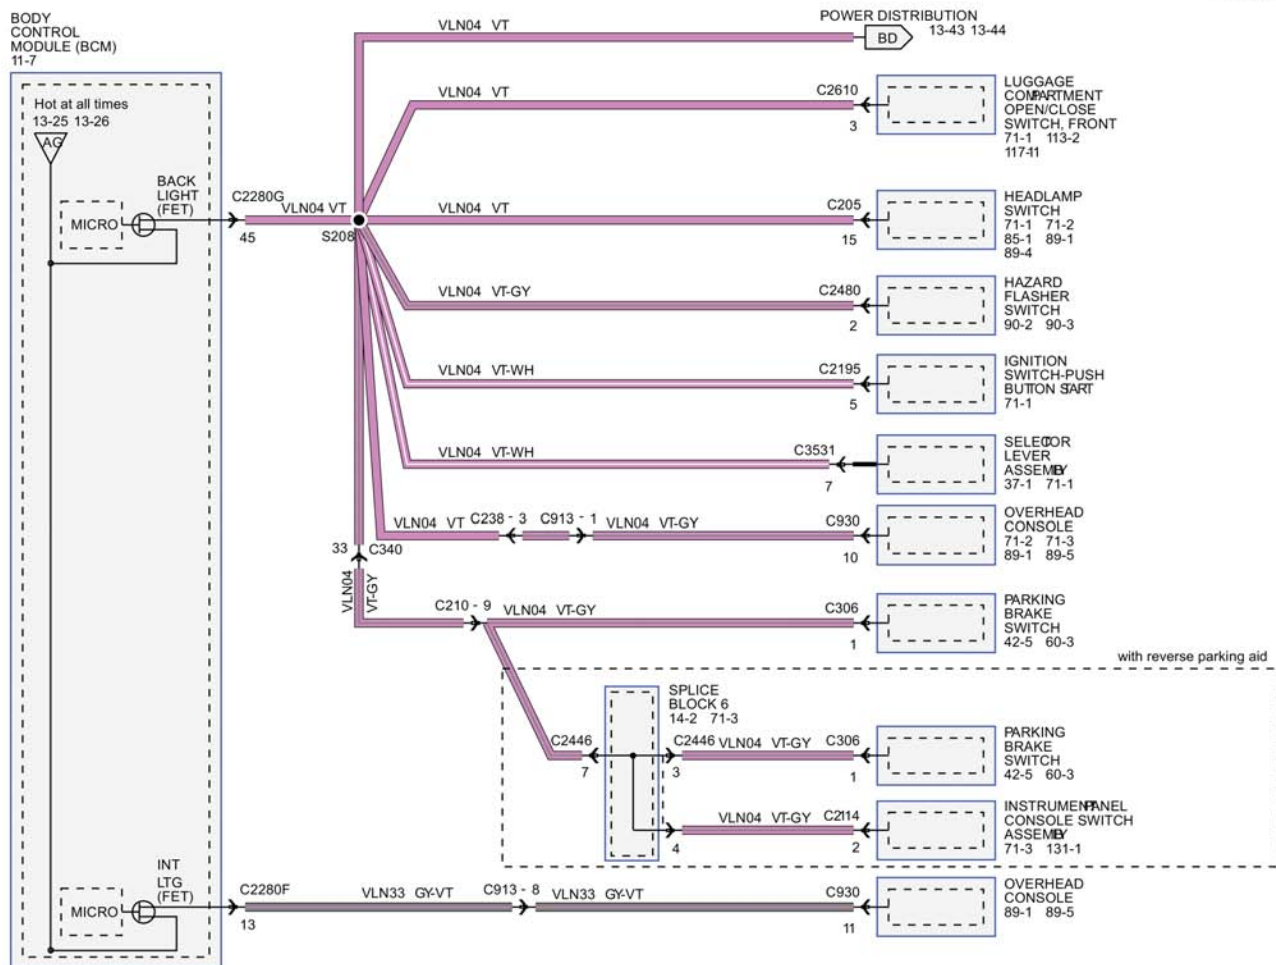 BODY
CONTROL
MODULE (BCM)
11-7
Hot at all times
13-25 13-26
AG
MICRO
BACK
LIGHT
(FET)
C2280G
45
VLN04 VT
S208
VLN04 VT
POWER DISTRIBUTION
BD
13-43 13-44
VLN04 VT
C2610
3
LUGGAGE
COMPARTMENT
OPEN/CLOSE
SWITCH, FRONT
71-1 113-2
117-11
VLN04 VT
C205
15
HEADLAMP
SWITCH
71-1 71-2
85-1 89-1
89-4
VLN04 VT-GY
C2480
2
HAZARD
FLASHER
SWITCH
90-2 90-3
VLN04 VT-WH
C2195
5
IGNITION
SWITCH-PUSH
BUTTON START
71-1
VLN04 VT-WH
C3531
7
SELECTOR
LEVER
ASSEMBLY
37-1 71-1
VLN04 VT
C238 - 3
C913 - 1
VLN04 VT-GY
C930
10
OVERHEAD
CONSOLE
71-2 71-3
89-1 89-5
33
C340
VLN04
VT-GY
C210 - 9
VLN04 VT-GY
C306
1
PARKING
BRAKE
SWITCH
42-5 60-3
with reverse parking aid
SPLICE
BLOCK 6
14-2 71-3
C2446
7
C2446
3
VLN04 VT-GY
C306
1
PARKING
BRAKE
SWITCH
42-5 60-3
4
VLN04 VT-GY
C2114
2
INSTRUMENT PANEL
CONSOLE SWITCH
ASSEMBLY
71-3 131-1
INT
LTG
(FET)
MICRO
C2280F
13
VLN33 GY-VT
C913 - 8
VLN33 GY-VT
C930
11
OVERHEAD
CONSOLE
89-1 89-5